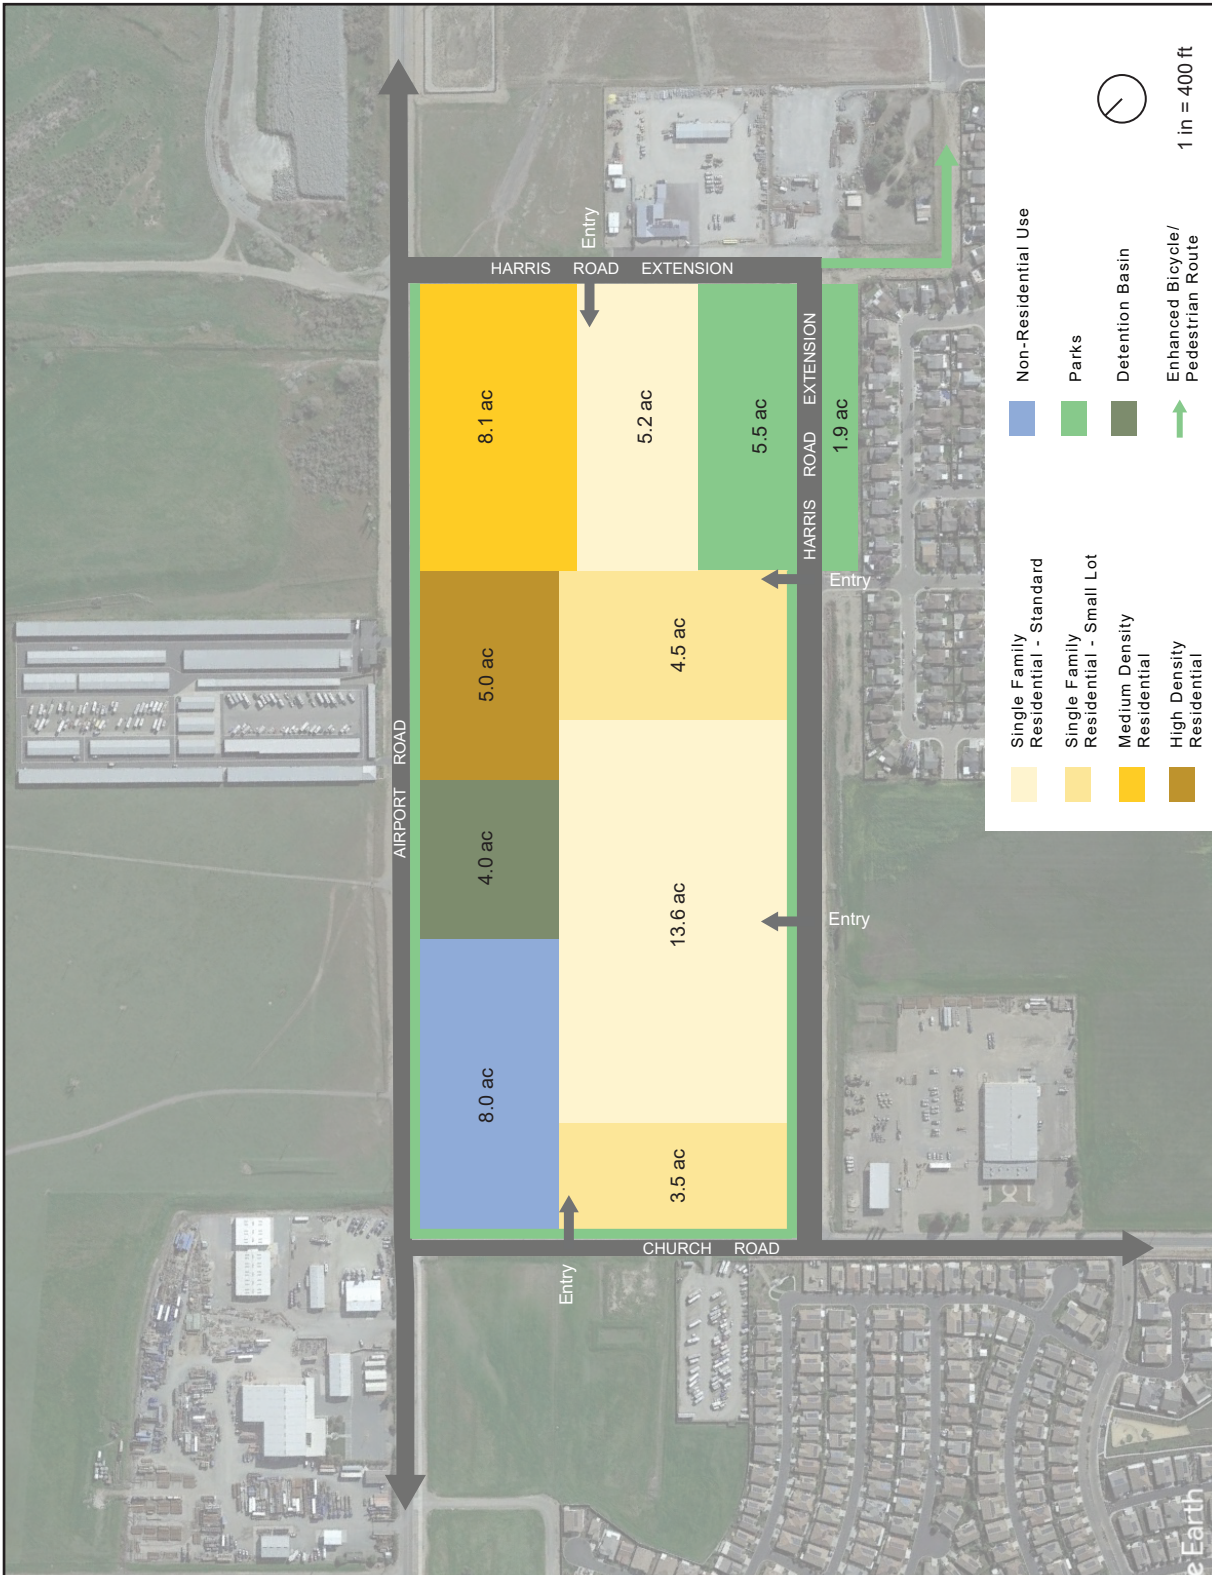 HARRIS ROAD EXTENSION
Entry
8.1 ac
5.2 ac
5.5 ac
1.9 ac
HARRIS ROAD EXTENSION
Entry
5.0 ac
4.5 ac
AIRPORT ROAD
4.0 ac
13.6 ac
Entry
8.0 ac
3.5 ac
CHURCH ROAD
Entry
Single Family
Residential - Standard
Single Family
Residential - Small Lot
Medium Density
Residential
High Density
Residential
Non-Residential Use
Parks
Detention Basin
Enhanced Bicycle/
Pedestrian Route
1 in = 400 ft
e Earth